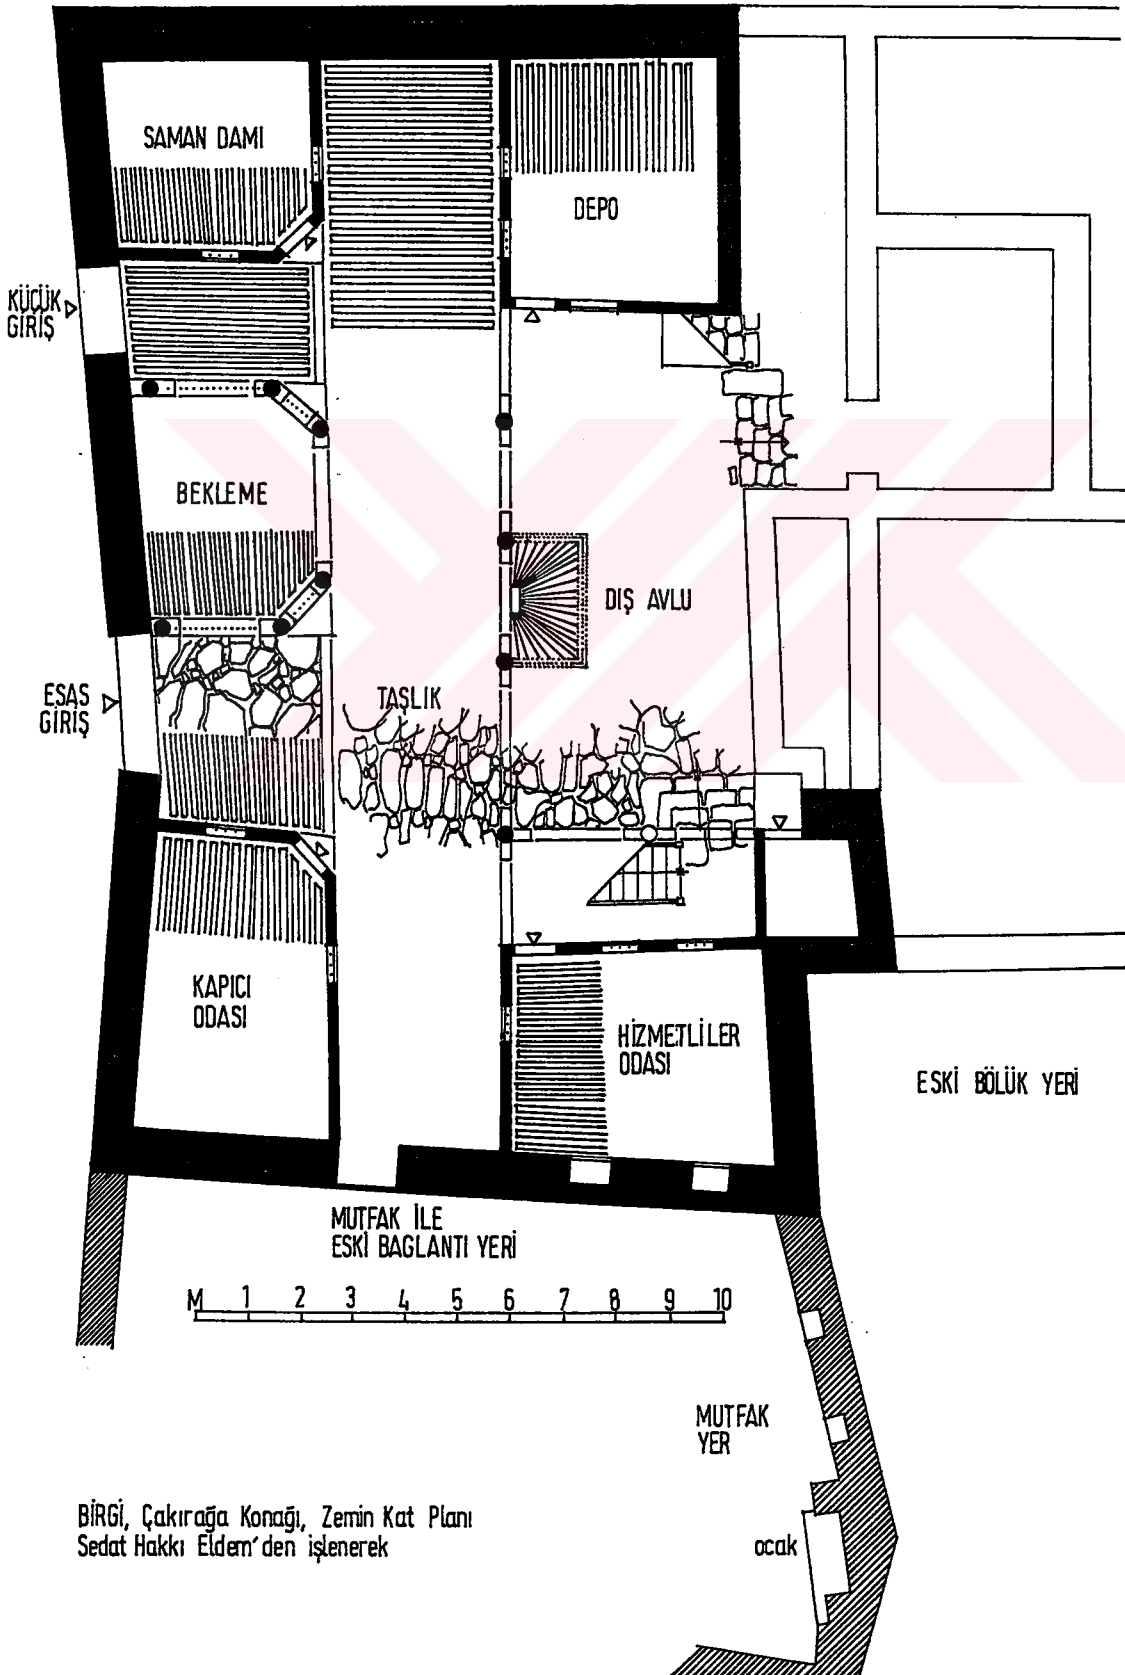 SAMAN DAMI
DEPO
KÜÇÜK
GİRİŞ
BEKLEME
DIŞ AVLU
ESAS
GİRİŞ
TAŞLIK
KAPICI
ODASI
HİZMETLİLER
ODASI
ESKİ BÖLÜK YERİ
MUTFAK İLE
ESKİ BAGLANTI YERİ
M 1 2 3 4 5 6 7 8 9 10
MUTFAK
YER
BİRGİ, Çakırağa Konağı, Zemin Kat Planı
Sedat Hakkı Eldem'den işlenerek
ocak